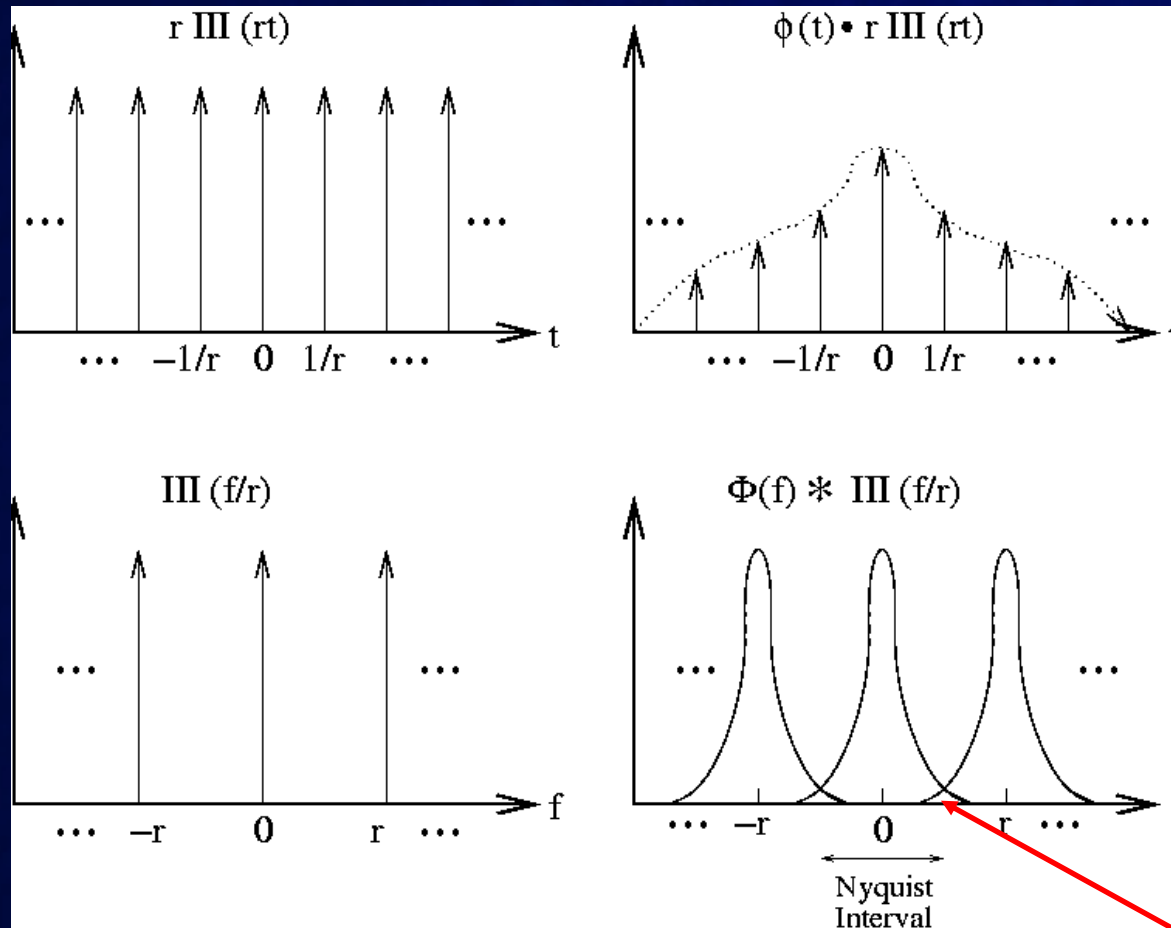 r III (rt)
t
••• −1/r 0 1/r •••
•••
•••
ϕ(t)• r III (rt)
•••
•••
••• −1/r 0 1/r •••
III (f/r)
•••
•••
f
••• −r 0 r •••
Φ(f) * III (f/r)
•••
•••
••• −r 0 r •••
Nyquist
Interval